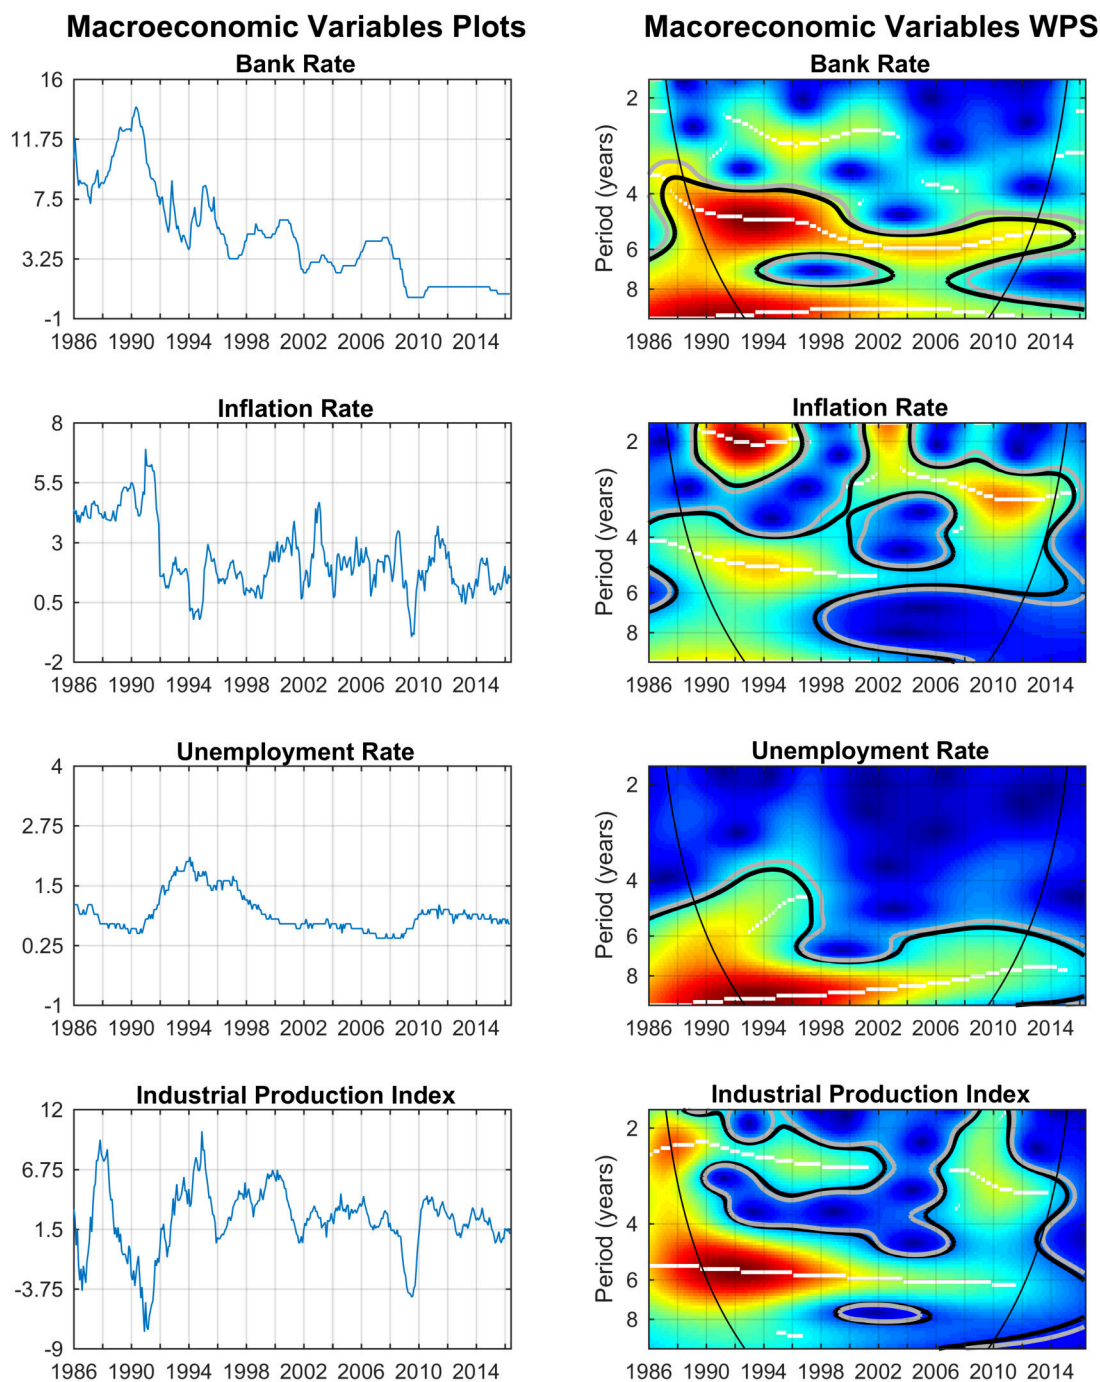 Macroeconomic Variables Plots
Macoreconomic Variables WPS
Bank Rate
16
11.75
7.5
3.25
-1
1986 1990 1994 1998 2002 2006 2010 2014
Bank Rate
Period (years)
2
4
6
8
1986 1990 1994 1998 2002 2006 2010 2014
Inflation Rate
8
5.5
3
0.5
-2
1986 1990 1994 1998 2002 2006 2010 2014
Inflation Rate
Period (years)
2
4
6
8
1986 1990 1994 1998 2002 2006 2010 2014
Unemployment Rate
4
2.75
1.5
0.25
-1
1986 1990 1994 1998 2002 2006 2010 2014
Unemployment Rate
Period (years)
2
4
6
8
1986 1990 1994 1998 2002 2006 2010 2014
Industrial Production Index
12
6.75
1.5
-3.75
-9
1986 1990 1994 1998 2002 2006 2010 2014
Industrial Production Index
Period (years)
2
4
6
8
1986 1990 1994 1998 2002 2006 2010 2014